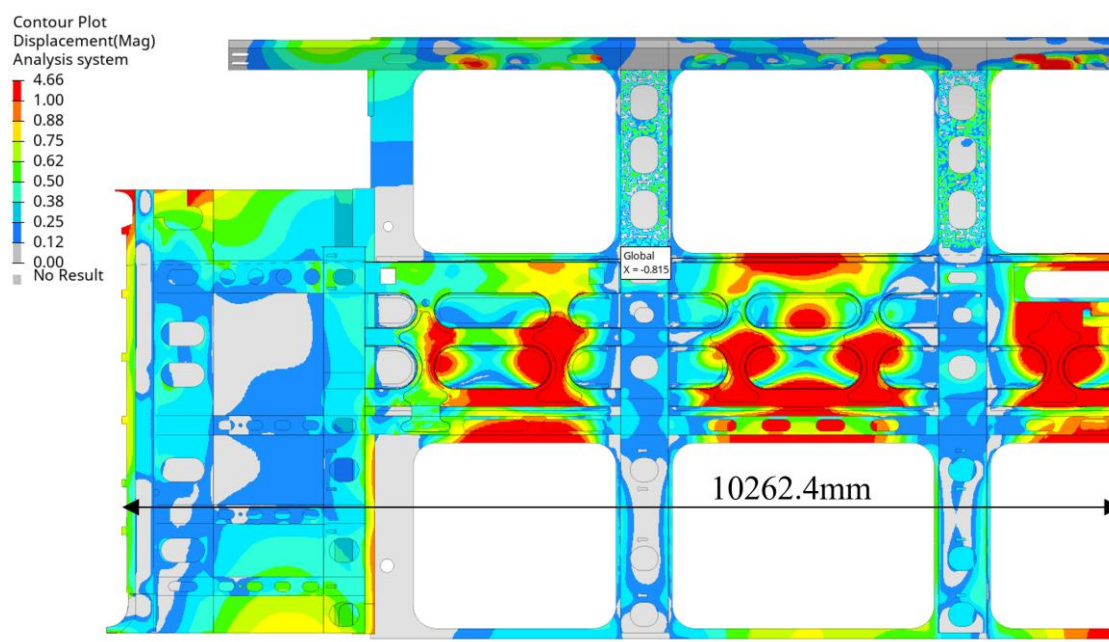 Contour Plot
Displacement(Mag)
Analysis system
4.66
1.00
0.88
0.75
0.62
0.50
0.38
0.25
0.12
0.00
No Result
Global
X = -0.815
10262.4mm